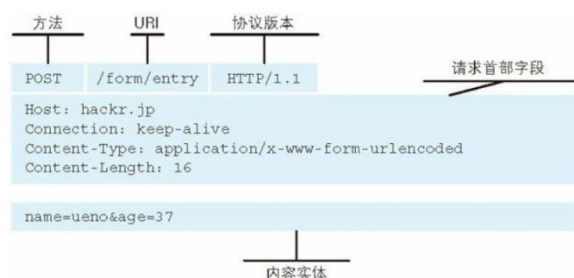 方法 URI 协议版本
POST /form/entry HTTP/1.1
请求首部字段
Host: hackr.jp
Connection: keep-alive
Content-Type: application/x-www-form-urlencoded
Content-Length: 16
name=ueno&age=37
内容实体